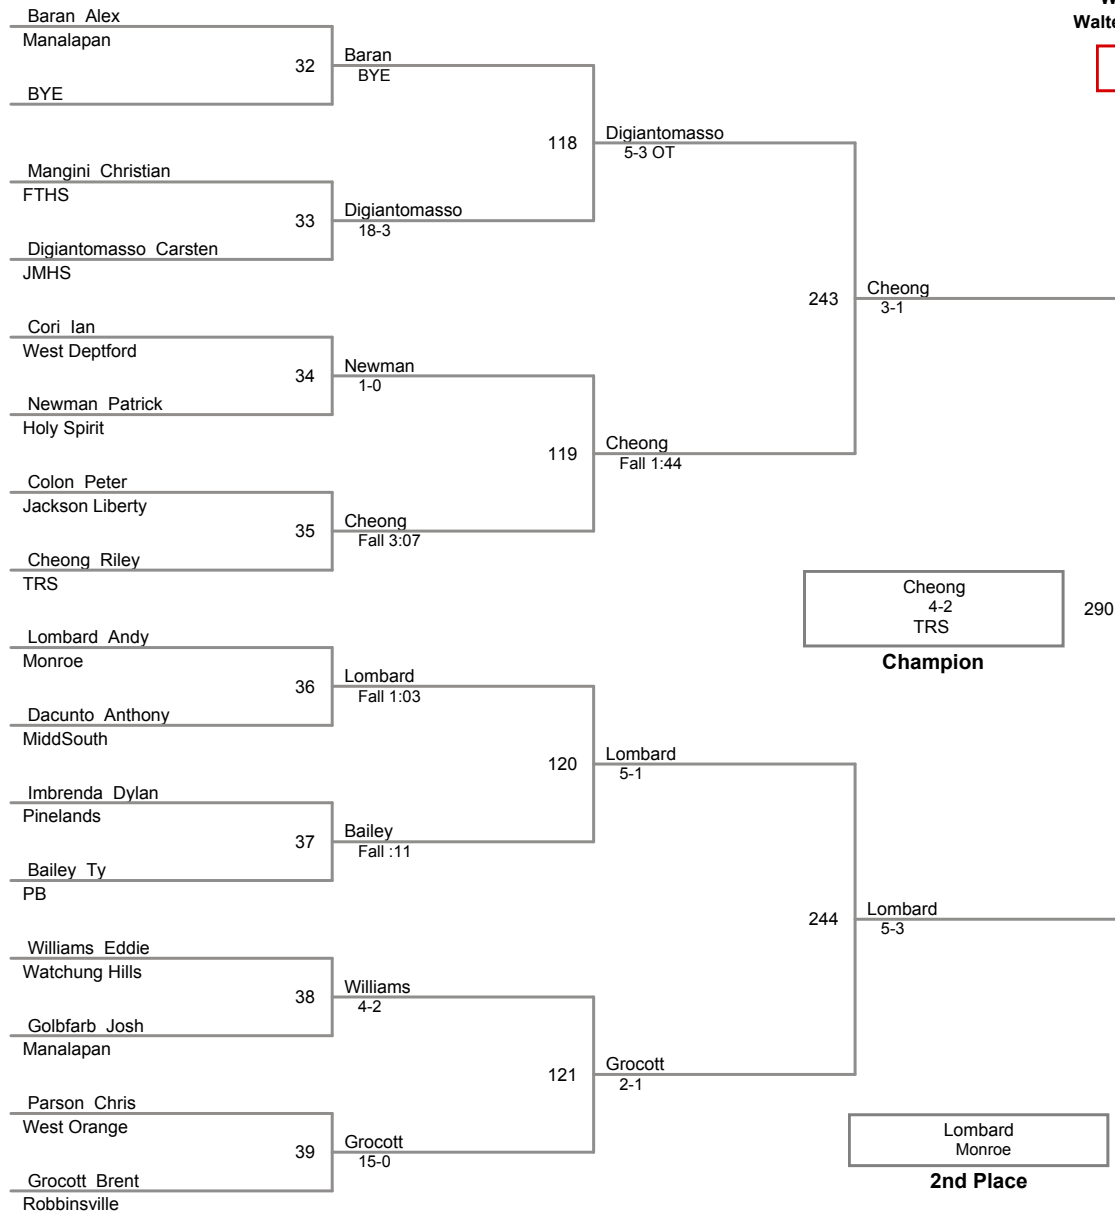 W
Walte
Baran Alex
Manalapan
32
BYE
Baran
BYE
118
Mangini Christian
FTHS
33
Digiantomasso Carsten
JMHS
Digiantomasso
18-3
Digiantomasso
5-3 OT
243
Cori Ian
West Deptford
34
Newman Patrick
Holy Spirit
Newman
1-0
119
Colon Peter
Jackson Liberty
35
Cheong Riley
TRS
Cheong
Fall 3:07
Cheong
Fall 1:44
Cheong
3-1
Cheong
4-2
TRS
290
Champion
Lombard Andy
Monroe
36
Dacunto Anthony
MiddSouth
Lombard
Fall 1:03
120
Imbrenda Dylan
Pinelands
37
Bailey Ty
PB
Bailey
Fall :11
Lombard
5-1
244
Williams Eddie
Watchung Hills
38
Golbfarb Josh
Manalapan
Williams
4-2
121
Parson Chris
West Orange
39
Grocott Brent
Robbinsville
Grocott
15-0
Grocott
2-1
Lombard
5-3
Lombard
Monroe
2nd Place